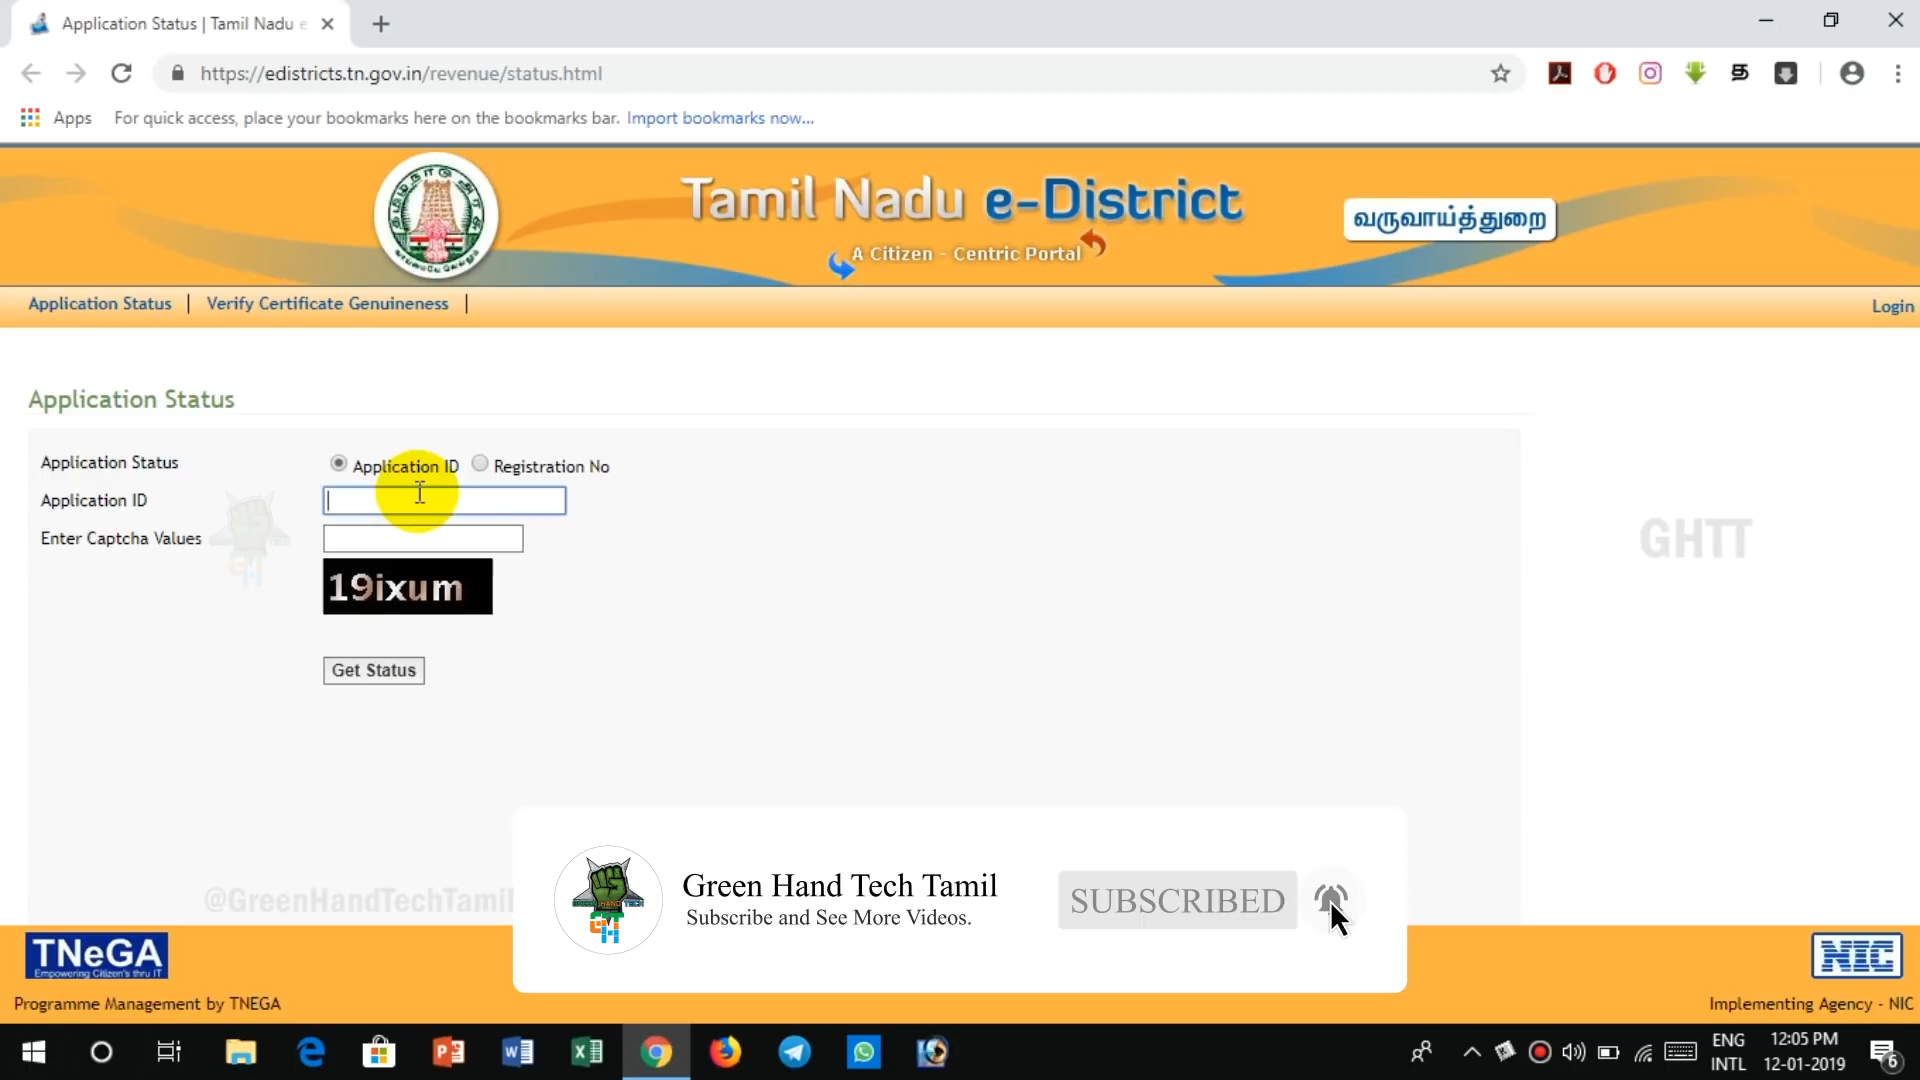 Application Status | Tamil Nadu e
https://edistricts.tn.gov.in/revenue/status.html
Apps For quick access, place your bookmarks here on the bookmarks bar. Import bookmarks now...
Tamil Nadu e-District
A Citizen - Centric Portal
வருவாய்த்துறை
Application Status | Verify Certificate Genuineness |
Login
Application Status
Application Status Application ID Registration No
Application ID
Enter Captcha Values
19ixum
GHTT
Get Status
Green Hand Tech Tamil
Subscribe and See More Videos.
SUBSCRIBED
@GreenHandTechTamil
TNeGA
Empowering Citizen's thru IT
NIC
Programme Management by TNEGA
Implementing Agency - NIC
ENG
INTL
12:05 PM
12-01-2019
6